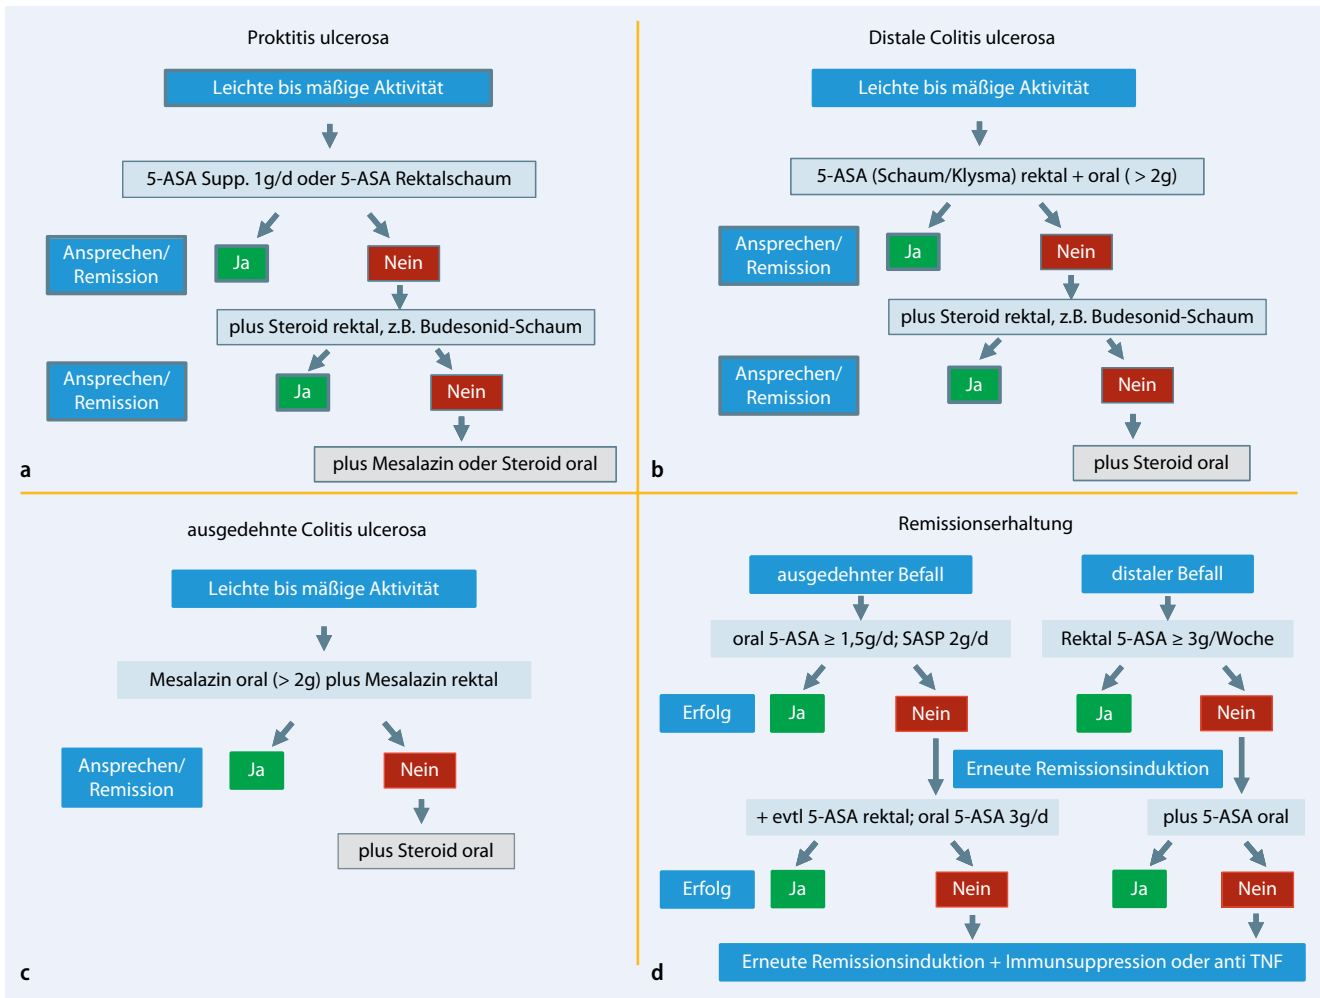 Proktitis ulcerosa
Leichte bis mäßige Aktivität
5-ASA Supp. 1g/d oder 5-ASA Rektalschaum
Ansprechen/
Remission
Ja
Nein
plus Steroid rektal, z.B. Budesonid-Schaum
Ansprechen/
Remission
Ja
Nein
plus Mesalazin oder Steroid oral
a
Distale Colitis ulcerosa
Leichte bis mäßige Aktivität
5-ASA (Schaum/Klysma) rektal + oral ( > 2g)
Ansprechen/
Remission
Ja
Nein
plus Steroid rektal, z.B. Budesonid-Schaum
Ansprechen/
Remission
Ja
Nein
plus Steroid oral
b
ausgedehnte Colitis ulcerosa
Leichte bis mäßige Aktivität
Mesalazin oral (> 2g) plus Mesalazin rektal
Ansprechen/
Remission
Ja
Nein
plus Steroid oral
c
Remissionserhaltung
ausgedehnter Befall
distaler Befall
oral 5-ASA ≥ 1,5g/d; SASP 2g/d
Rektal 5-ASA ≥ 3g/Woche
Erfolg
Ja
Nein
Ja
Nein
Erneute Remissionsinduktion
+ evtl 5-ASA rektal; oral 5-ASA 3g/d
plus 5-ASA oral
Erfolg
Ja
Nein
Ja
Nein
Erneute Remissionsinduktion + Immunsuppression oder anti TNF
d